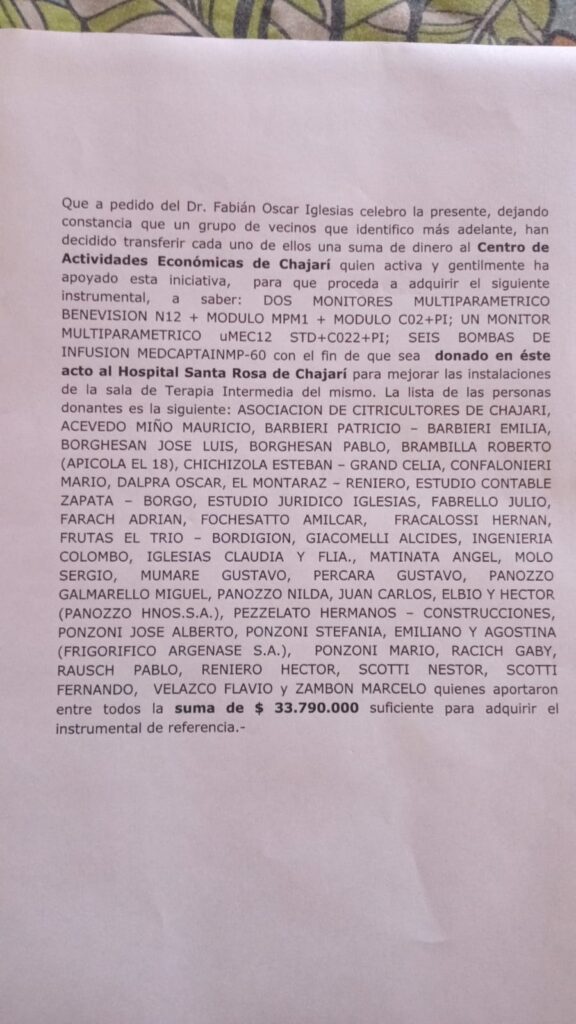 Que a pedido del Dr. Fabián Oscar Iglesias celebro la presente, dejando
constancia que un grupo de vecinos que identifico más adelante, han
decidido transferir cada uno de ellos una suma de dinero al Centro de
Actividades Económicas de Chajarí quien activa y gentilmente ha
apoyado esta iniciativa, para que proceda a adquirir el siguiente
instrumental, a saber: DOS MONITORES MULTIPARAMETRICO
BENEVISION N12 + MODULO MPM1 + MODULO C02+PI; UN MONITOR
MULTIPARAMETRICO uMEC12 STD+C022+PI; SEIS BOMBAS DE
INFUSION MEDCAPTAINMP-60 con el fin de que sea donado en éste
acto al Hospital Santa Rosa de Chajarí para mejorar las instalaciones
de la sala de Terapia Intermedia del mismo. La lista de las personas
donantes es la siguiente: ASOCIACION DE CITRICULTORES DE CHAJARI,
ACEVEDO MIÑO MAURICIO, BARBIERI PATRICIO – BARBIERI EMILIA,
BORGHESAN JOSE LUIS, BORGHESAN PABLO, BRAMBILLA ROBERTO
(APICOLA EL 18), CHICHIZOLA ESTEBAN – GRAND CELIA, CONFALONIERI
MARIO, DALPRA OSCAR, EL MONTARAZ – RENIERO, ESTUDIO CONTABLE
ZAPATA – BORGO, ESTUDIO JURIDICO IGLESIAS, FABRELLO JULIO,
FARACH ADRIAN, FOCHESATTO AMILCAR, FRACALOSSI HERNAN,
FRUTAS EL TRIO – BORDIGION, GIACOMELLI ALCIDES, INGENIERIA
COLOMBO, IGLESIAS CLAUDIA Y FLIA., MATINATA ANGEL, MOLO
SERGIO, MUMARE GUSTAVO, PERCARA GUSTAVO, PANOZZO
GALMARELLO MIGUEL, PANOZZO NILDA, JUAN CARLOS, ELBIO Y HECTOR
(PANOZZO HNOS.S.A.), PEZZELATO HERMANOS – CONSTRUCCIONES,
PONZONI JOSE ALBERTO, PONZONI STEFANIA, EMILIANO Y AGOSTINA
(FRIGORIFICO ARGENASE S.A.), PONZONI MARIO, RACICH GABY,
RAUSCH PABLO, RENIERO HECTOR, SCOTTI NESTOR, SCOTTI
FERNANDO, VELAZCO FLAVIO y ZAMBON MARCELO quienes aportaron
entre todos la suma de $ 33.790.000 suficiente para adquirir el
instrumental de referencia.-